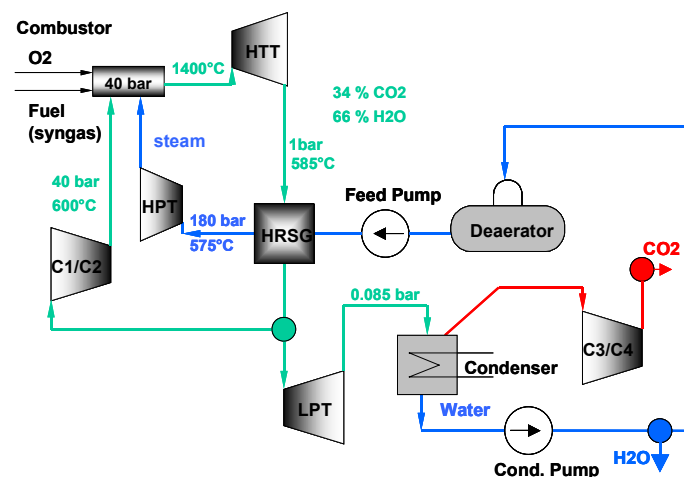 Combustor
O2
Fuel
(syngas)
40 bar
1400°C
HTT
34 % CO2
66 % H2O
steam
1bar
585°C
40 bar
600°C
HPT
180 bar
575°C
HRSG
Feed Pump
Deaerator
C1/C2
CO2
0.085 bar
C3/C4
Condenser
LPT
Water
H2O
Cond. Pump